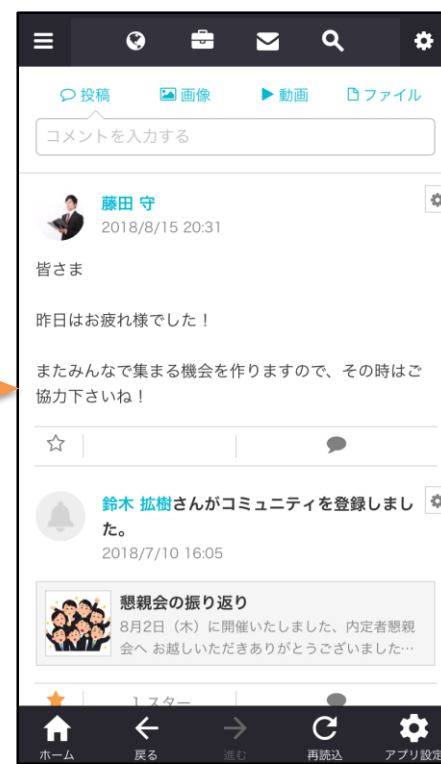 投稿 画像 動画 ファイル
コメントを入力する
藤田 守
2018/8/15 20:31
皆さま
昨日はお疲れ様でした！
またみんなで集まる機会を作りますので、その時はご
協力下さいね！
鈴木 拡樹さんがコミュニティを登録しまし
た。
2018/7/10 16:05
懇親会の振り返り
8月2日（木）に開催いたしました、内定者懇親
会へ お越しいただきありがとうございました…
1 スター
ホーム 戻る 進む 再読込 アプリ設定